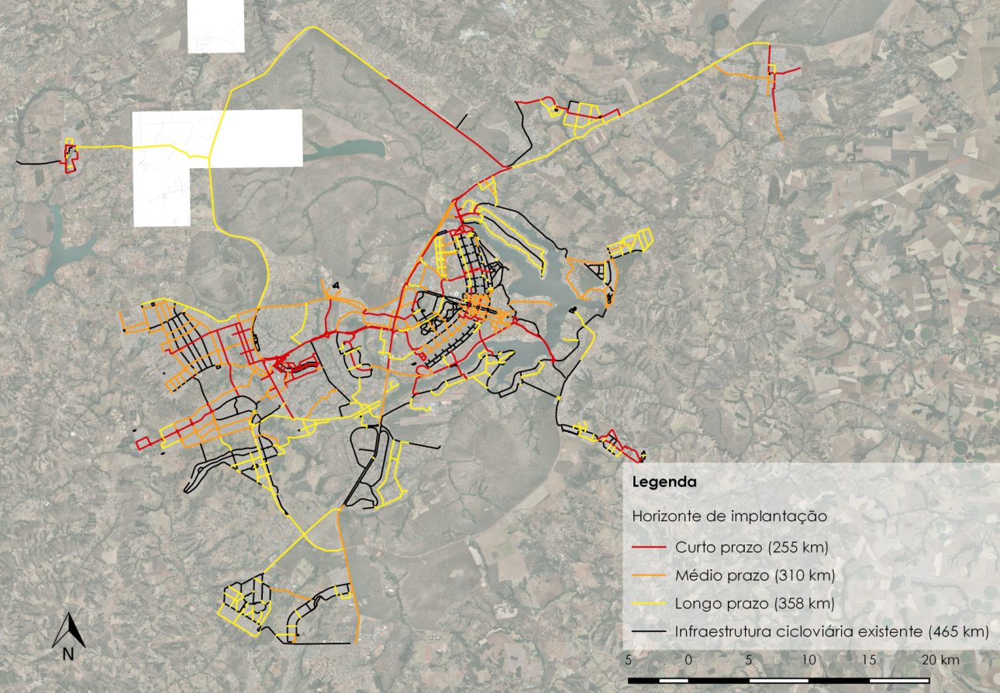 Legenda
Horizonte de implantação
Curto prazo (255 km)
Médio prazo (310 km)
Longo prazo (358 km)
Infraestrutura cicloviária existente (465 km)
N
5 0 5 10 15 20 km